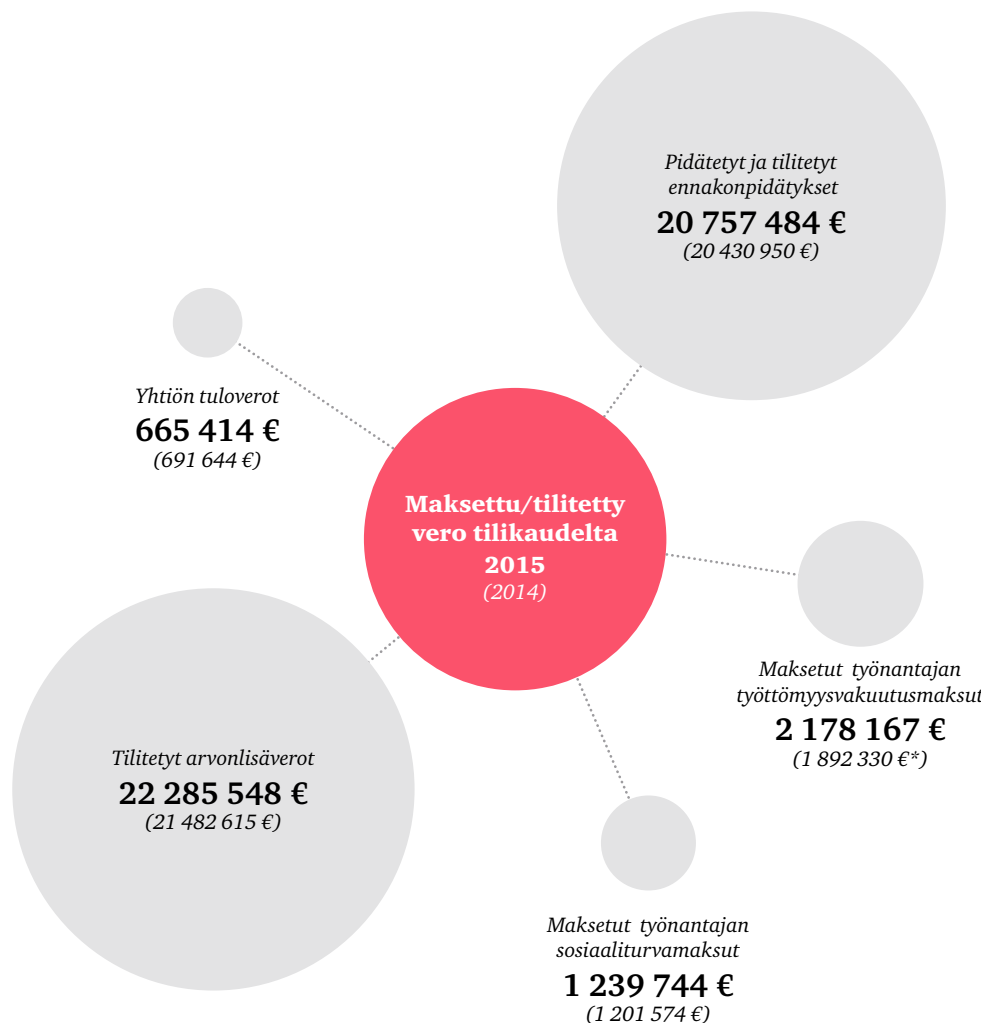 Pidätetyt ja tilitetyt
ennakonpidätykset
20 757 484 €
(20 430 950 €)
Yhtiön tuloverot
665 414 €
(691 644 €)
Maksettu/tilitetty
vero tilikaudelta
2015
(2014)
Maksetut työnantajan
työttömyysvakuutusmaksut
2 178 167 €
(1 892 330 €*)
Tilitetyt arvonlisäverot
22 285 548 €
(21 482 615 €)
Maksetut työnantajan
sosiaaliturvamaksut
1 239 744 €
(1 201 574 €)